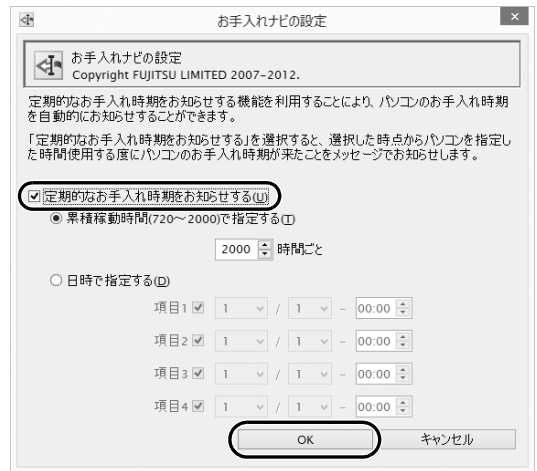 お手入れナビの設定
×
お手入れナビの設定
Copyright FUJITSU LIMITED 2007-2012.
定期的なお手入れ時期をお知らせする機能を利用することにより、パソコンのお手入れ時期
を自動的にお知らせすることができます。
「定期的なお手入れ時期をお知らせする」を選択すると、選択した時点からパソコンを指定し
た時間使用する度にパソコンのお手入れ時期が来たことをメッセージでお知らせします。
定期的なお手入れ時期をお知らせする(U)
累積稼動時間(720～2000)で指定する(T)
2000 時間ごと
日時で指定する(D)
項目1 1 / 1 - 00:00
項目2 1 / 1 - 00:00
項目3 1 / 1 - 00:00
項目4 1 / 1 - 00:00
OK キャンセル